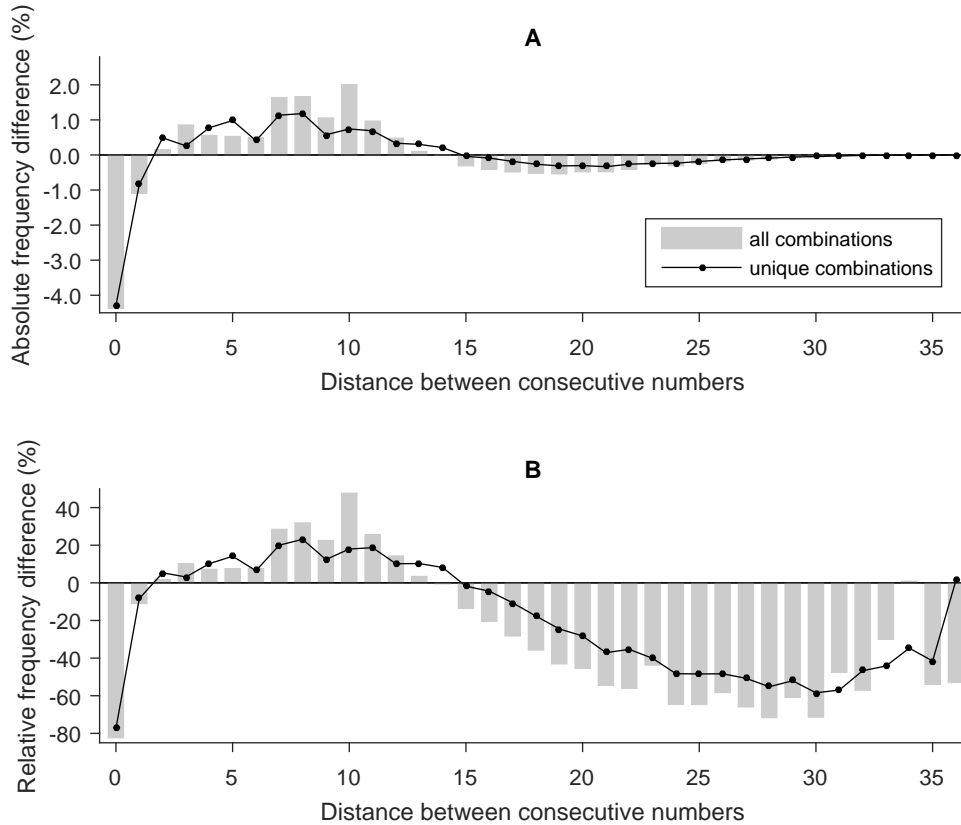 A
Absolute frequency difference (%)
2.0
1.0
0.0
-1.0
-2.0
-3.0
-4.0
all combinations
unique combinations
0 5 10 15 20 25 30 35
Distance between consecutive numbers
B
Relative frequency difference (%)
40
20
0
-20
-40
-60
-80
0 5 10 15 20 25 30 35
Distance between consecutive numbers